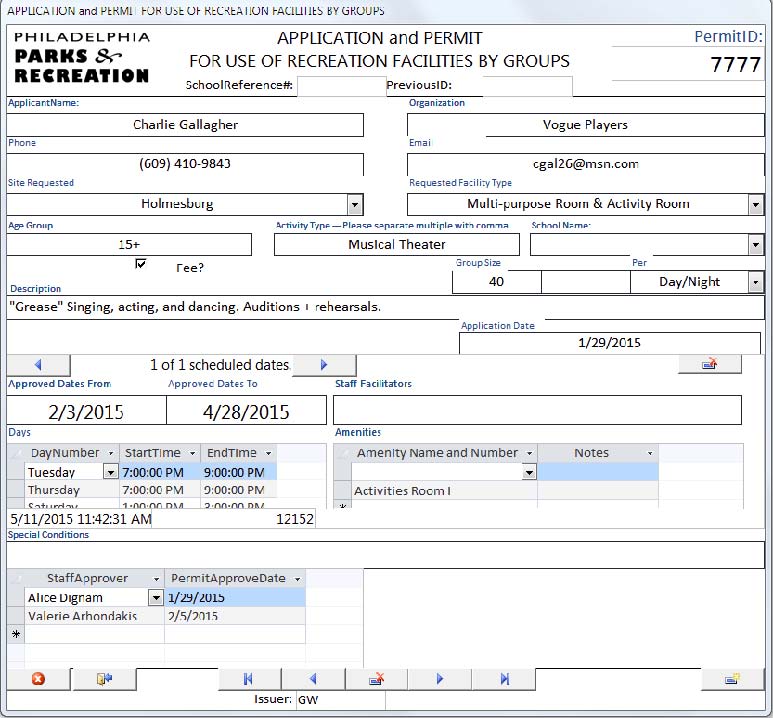 APPLICATION and PERMIT FOR USE OF RECREATION FACILITIES BY GROUPS
PHILADELPHIA
PARKS &
RECREATION
APPLICATION and PERMIT
FOR USE OF RECREATION FACILITIES BY GROUPS
PermitID:
7777
SchoolReference#: PreviousID:
ApplicantName: Organization
Charlie Gallagher Vogue Players
Phone Email
(609) 410-9843 cgal26@msn.com
Site Requested Requested Facility Type
Holmesburg Multi-purpose Room & Activity Room
Age Group Activity Type --- Please separate multiple with comma School Name:
15+ Musical Theater
Fee? GroupSize Per
40 Day/Night
Description
"Grease" Singing, acting, and dancing. Auditions + rehearsals.
Application Date
1/29/2015
1 of 1 scheduled dates.
Approved Dates From Approved Dates To Staff Facilitators
2/3/2015 4/28/2015
Days Amenities
DayNumber StartTime EndTime Amenity Name and Number Notes
Tuesday 7:00:00 PM 9:00:00 PM
Thursday 7:00:00 PM 9:00:00 PM Activities Room I
Saturday 1:00:00 PM 3:00:00 PM *
5/11/2015 11:42:31 AM 12152
Special Conditions
StaffApprover PermitApproveDate
Alice Dignam 1/29/2015
Valerie Arhondakis 2/5/2015
*
Issuer: GW